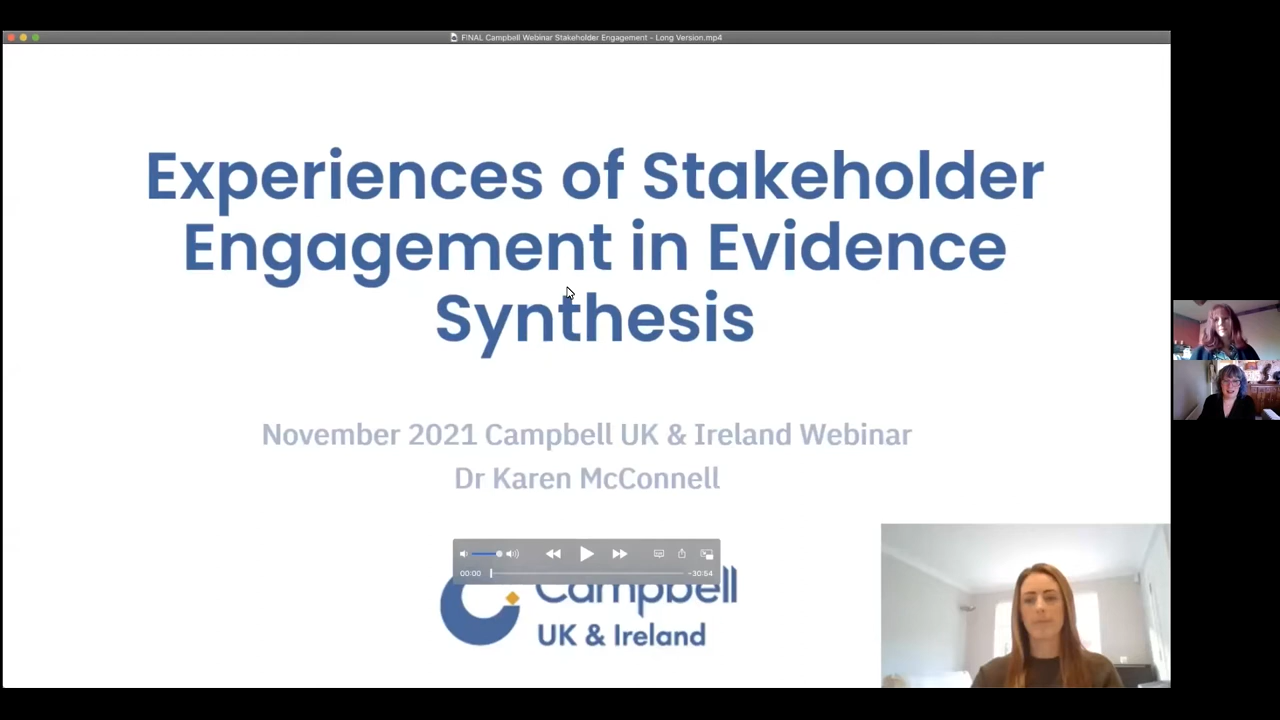 FINAL Campbell Webinar Stakeholder Engagement - Long Version.mp4
Experiences of Stakeholder
Engagement in Evidence
Synthesis
November 2021 Campbell UK & Ireland Webinar
Dr Karen McConnell
00:00
-30:54
Campbell
UK & Ireland